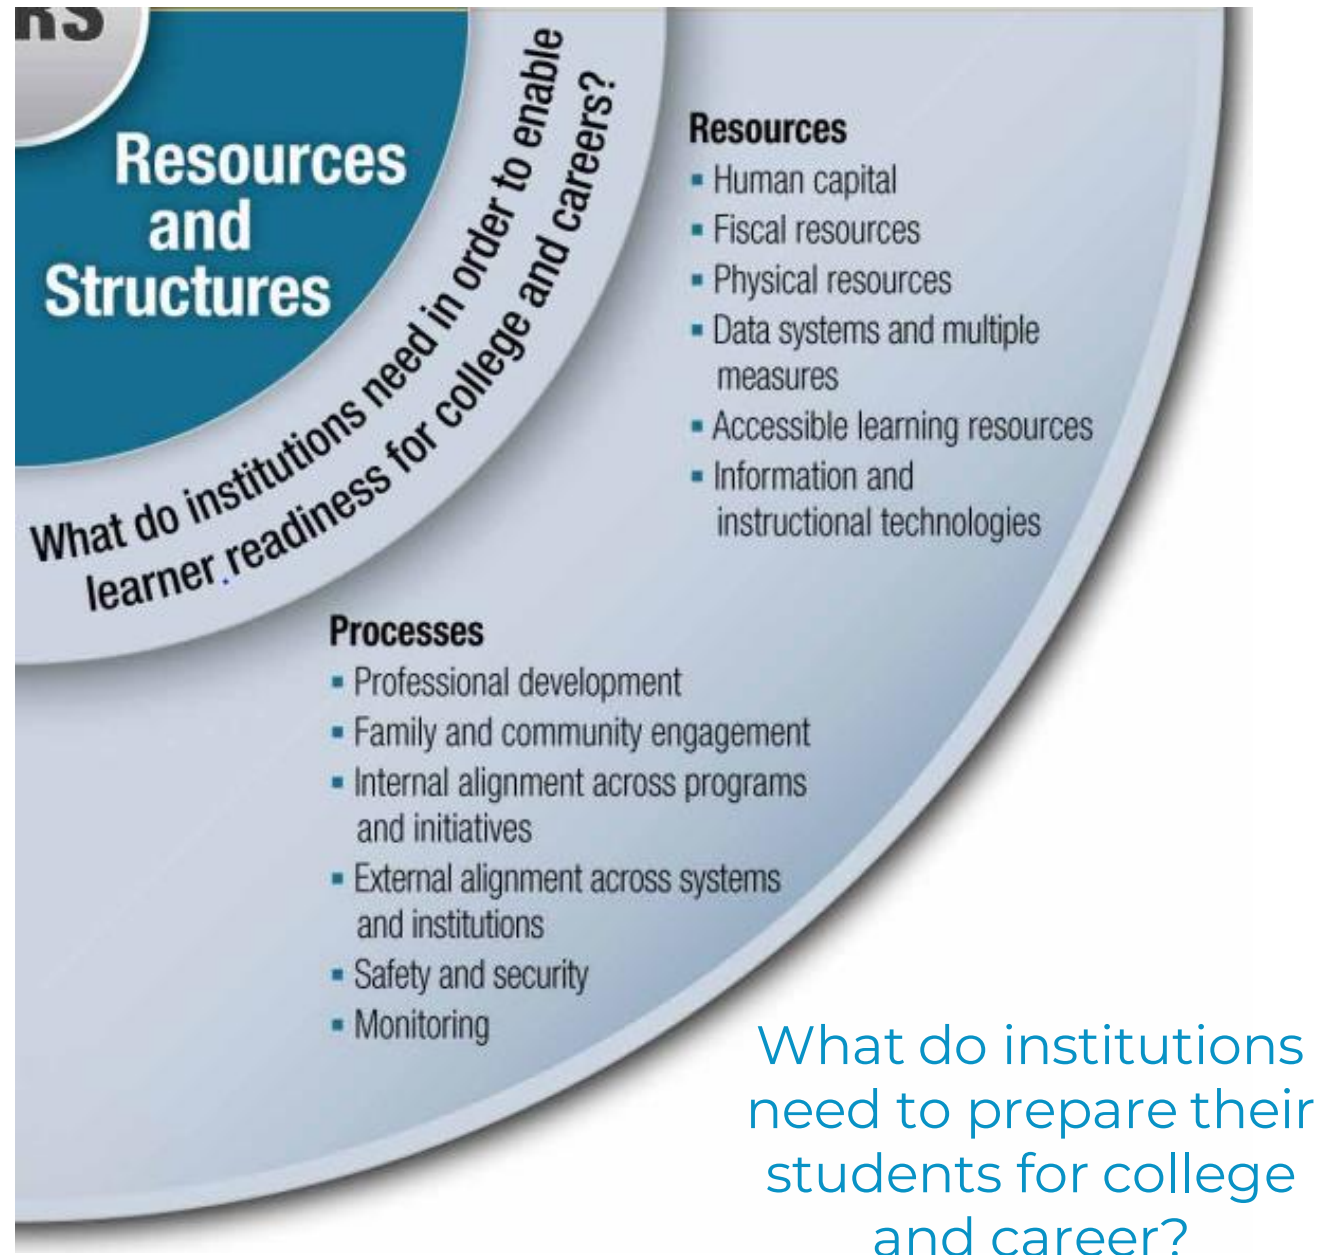 RS
Resources
and
Structures
What do institutions need in order to enable
learner readiness for college and careers?
Resources
▪ Human capital
▪ Fiscal resources
▪ Physical resources
▪ Data systems and multiple
measures
▪ Accessible learning resources
▪ Information and
instructional technologies
Processes
▪ Professional development
▪ Family and community engagement
▪ Internal alignment across programs
and initiatives
▪ External alignment across systems
and institutions
▪ Safety and security
▪ Monitoring
What do institutions
need to prepare their
students for college
and career?